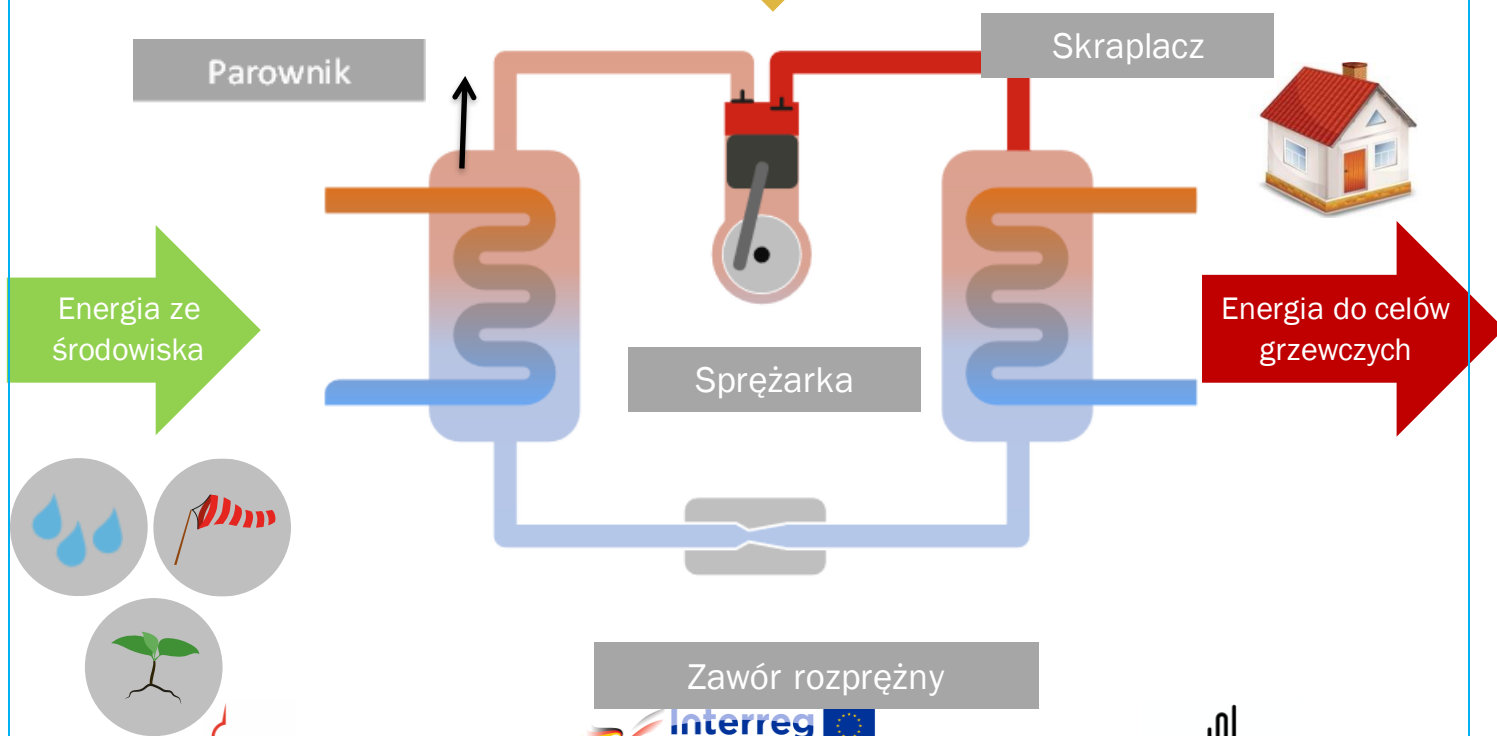 Parownik
Skraplacz
Energia ze
środowiska
Energia do celów
grzewczych
Sprężarka
Zawór rozprężny
Interreg